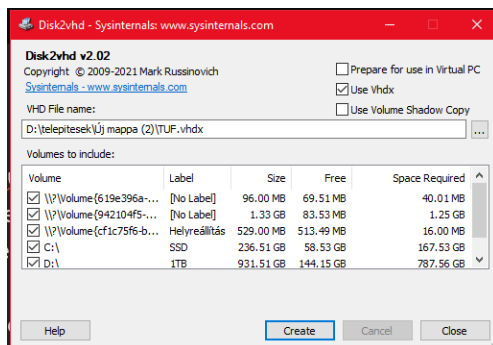 Disk2vhd - Sysinternals: www.sysinternals.com
Disk2vhd v2.02
Copyright © 2009-2021 Mark Russinovich
Sysinternals - www.sysinternals.com
Prepare for use in Virtual PC
Use Vhdx
Use Volume Shadow Copy
VHD File name:
D:\telepitesek\Új mappa (2)\TUF.vhdx
...
Volumes to include:
Volume Label Size Free Space Required
\\?\Volume{619e396a-... [No Label] 96.00 MB 69.51 MB 40.01 MB
\\?\Volume{942104f5-... [No Label] 1.33 GB 83.53 MB 1.25 GB
\\?\Volume{cf1c75f6-b... Helyreállítás 529.00 MB 513.49 MB 16.00 MB
C:\ SSD 236.51 GB 58.53 GB 167.53 GB
D:\ 1TB 931.51 GB 144.15 GB 787.56 GB
Help Create Cancel Close